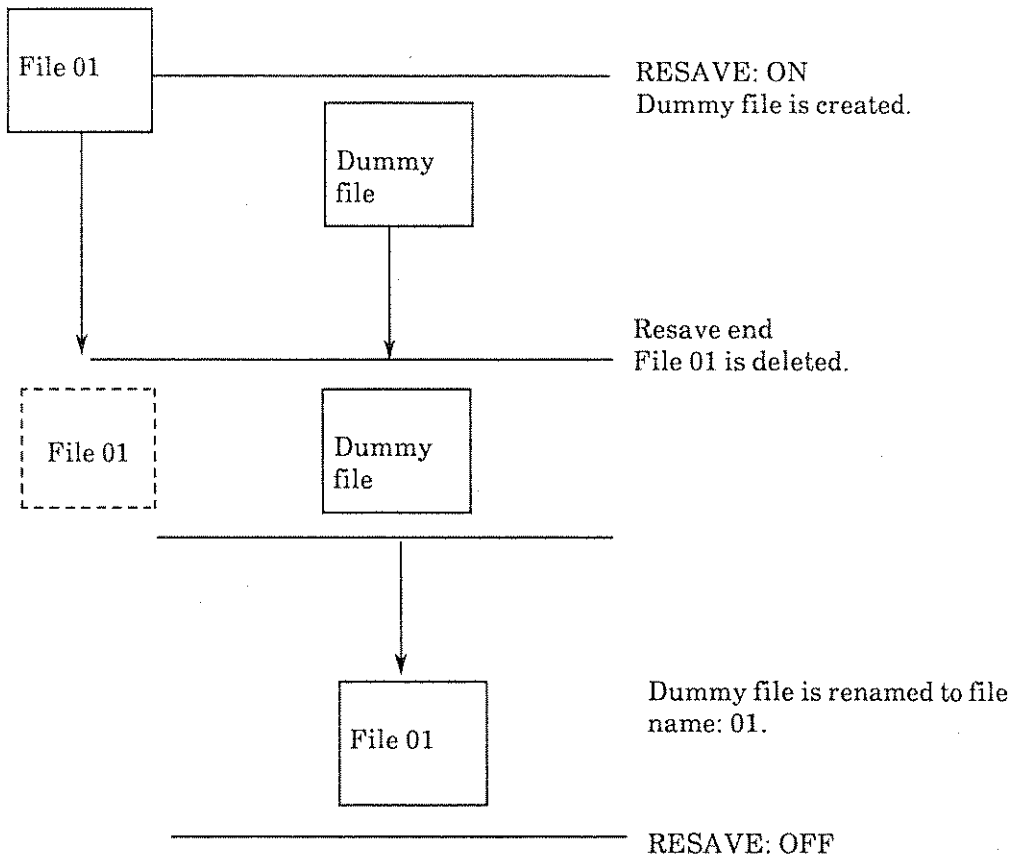 File 01
RESAVE: ON
Dummy file is created.
Dummy
file
Resave end
File 01 is deleted.
File 01
Dummy
file
Dummy file is renamed to file
name: 01.
File 01
RESAVE: OFF